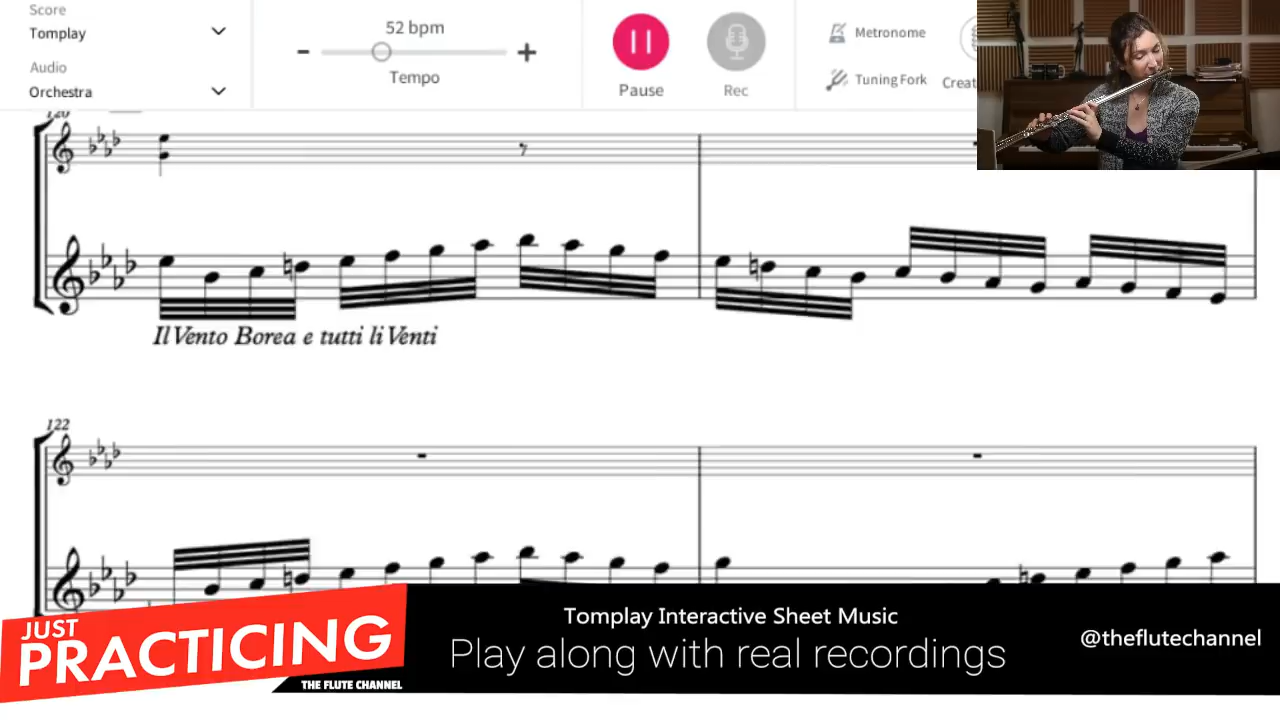 Score
Tomplay
Audio
Orchestra
52 bpm
Tempo
Pause
Rec
Metronome
Tuning Fork
120
Il Vento Borea e tutti li Venti
122
JUST
PRACTICING
THE FLUTE CHANNEL
Tomplay Interactive Sheet Music
Play along with real recordings
@theflutechannel